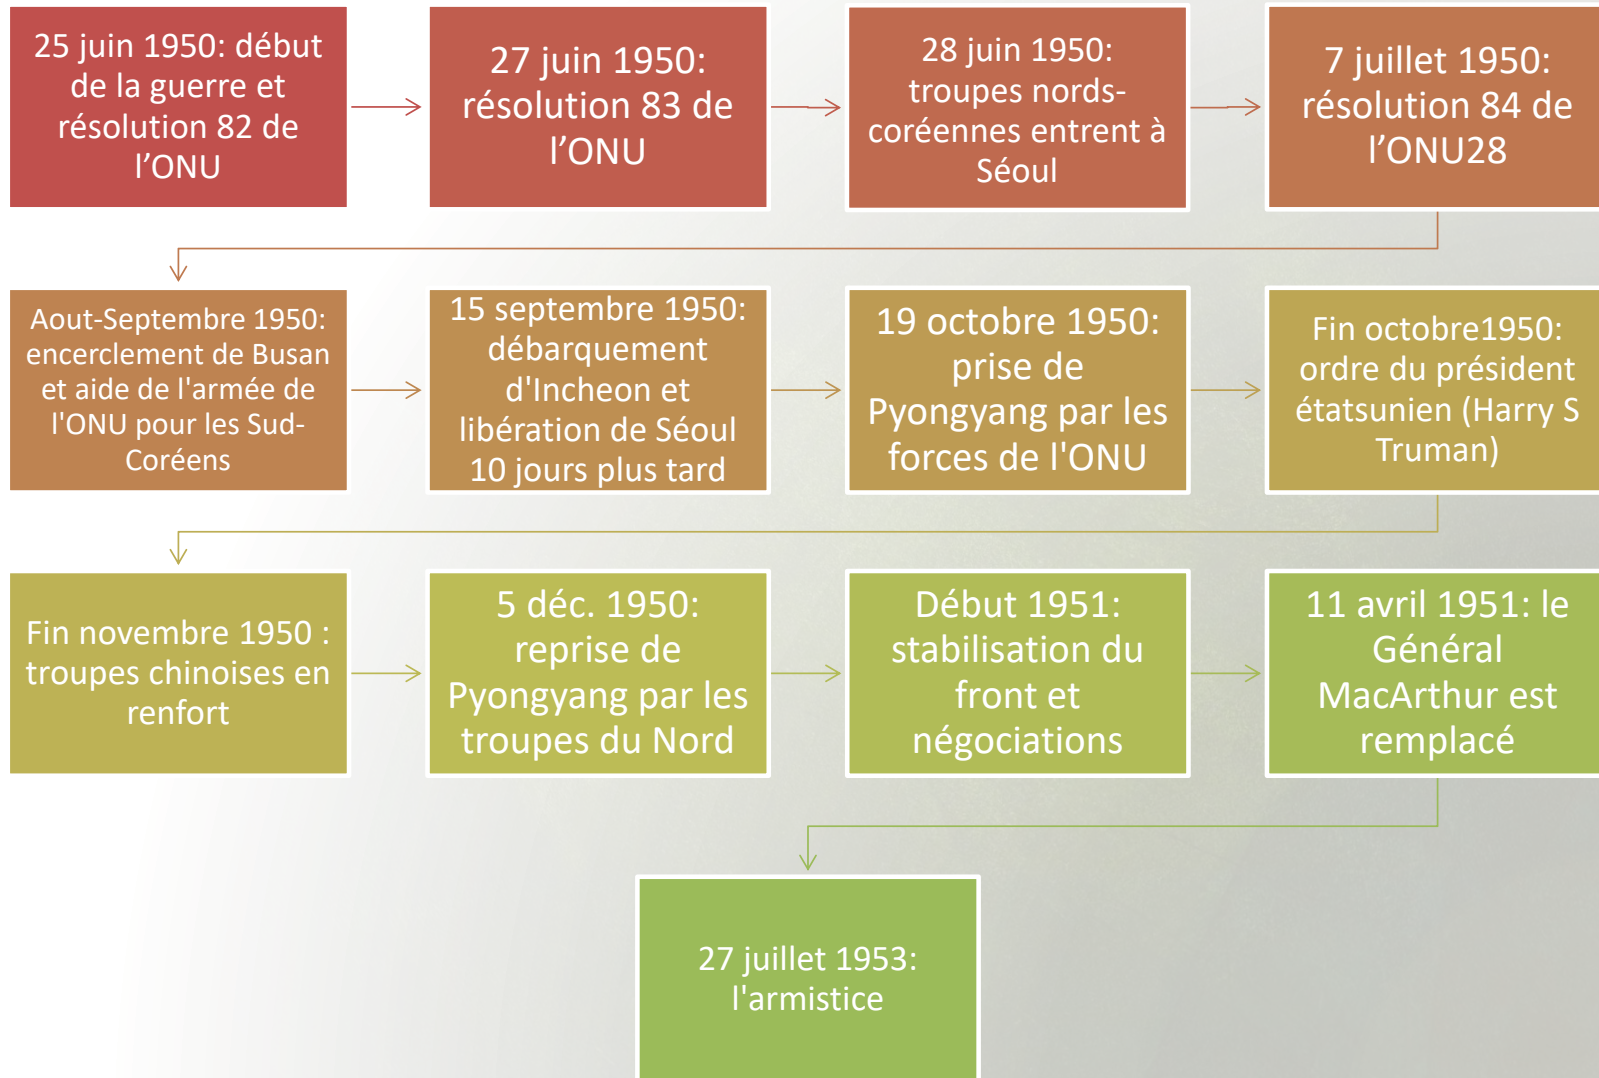 25 juin 1950: début
de la guerre et
résolution 82 de
l’ONU
27 juin 1950:
résolution 83 de
l’ONU
28 juin 1950:
troupes nords-
coréennes entrent à
Séoul
7 juillet 1950:
résolution 84 de
l’ONU28
Aout-Septembre 1950:
encerclement de Busan
et aide de l'armée de
l'ONU pour les Sud-
Coréens
15 septembre 1950:
débarquement
d'Incheon et
libération de Séoul
10 jours plus tard
19 octobre 1950:
prise de
Pyongyang par les
forces de l'ONU
Fin octobre1950:
ordre du président
étatsunien (Harry S
Truman)
Fin novembre 1950 :
troupes chinoises en
renfort
5 déc. 1950:
reprise de
Pyongyang par les
troupes du Nord
Début 1951:
stabilisation du
front et
négociations
11 avril 1951: le
Général
MacArthur est
remplacé
27 juillet 1953:
l'armistice